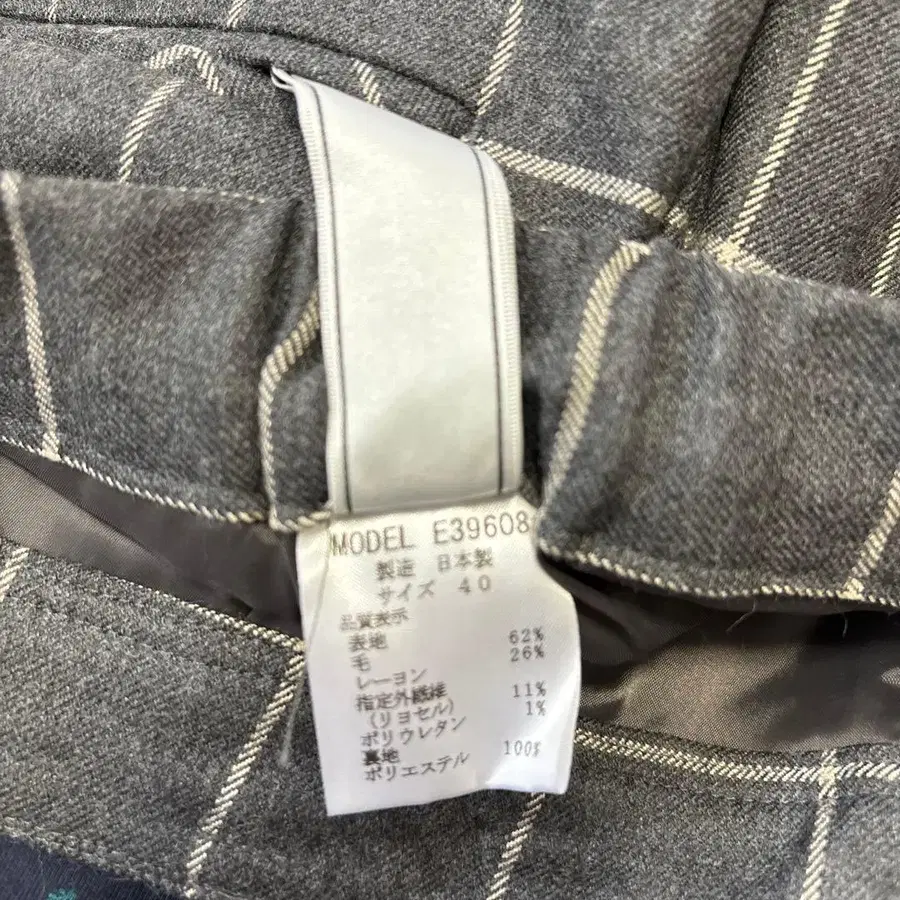 MODEL E39608
製造 日本製
サイズ 40
品質表示
表地
毛 62%
レーヨン 26%
指定外繊維
(リヨセル) 11%
ポリウレタン 1%
裏地
ポリエステル 100%